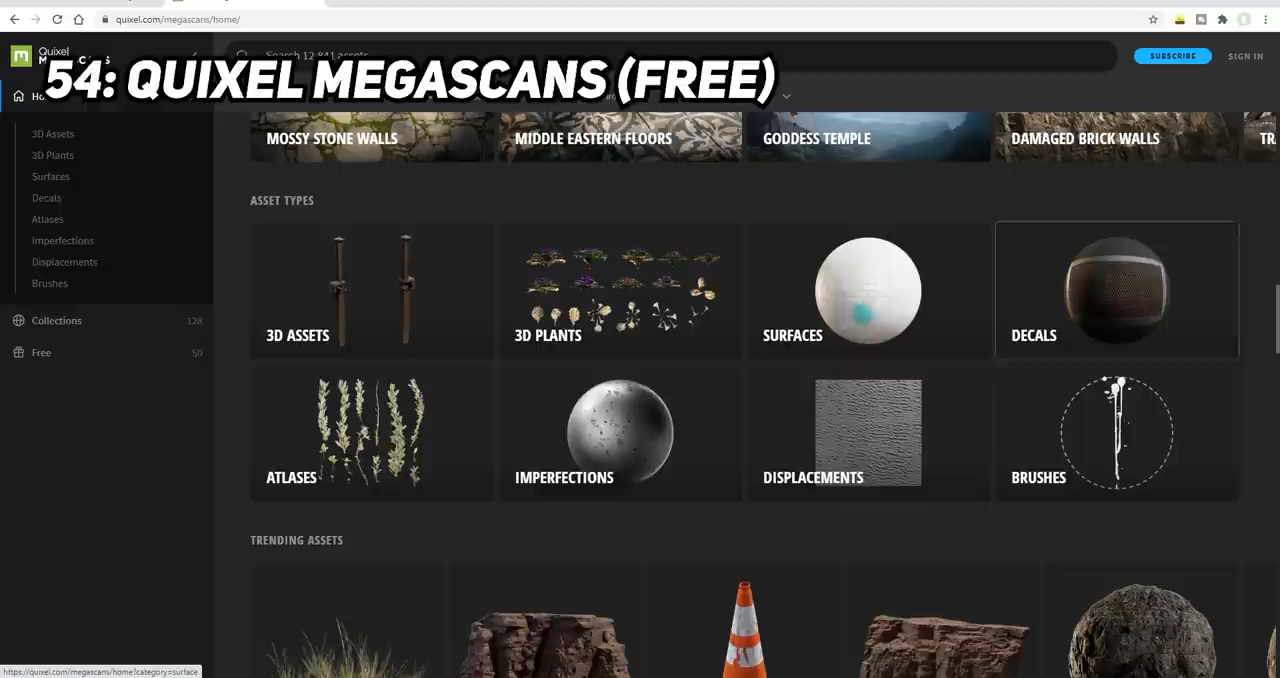 quixel.com/megascans/home/
Quixel
Search 12,841 assets
SUBSCRIBE
SIGN IN
54: QUIXEL MEGASCANS (FREE)
MOSSY STONE WALLS
MIDDLE EASTERN FLOORS
GODDESS TEMPLE
DAMAGED BRICK WALLS
3D Assets
3D Plants
Surfaces
Decals
Atlases
Imperfections
Displacements
Brushes
Collections 128
Free 50
ASSET TYPES
3D ASSETS
3D PLANTS
SURFACES
DECALS
ATLASES
IMPERFECTIONS
DISPLACEMENTS
BRUSHES
TRENDING ASSETS
https://quixel.com/megascans/home?category=surface